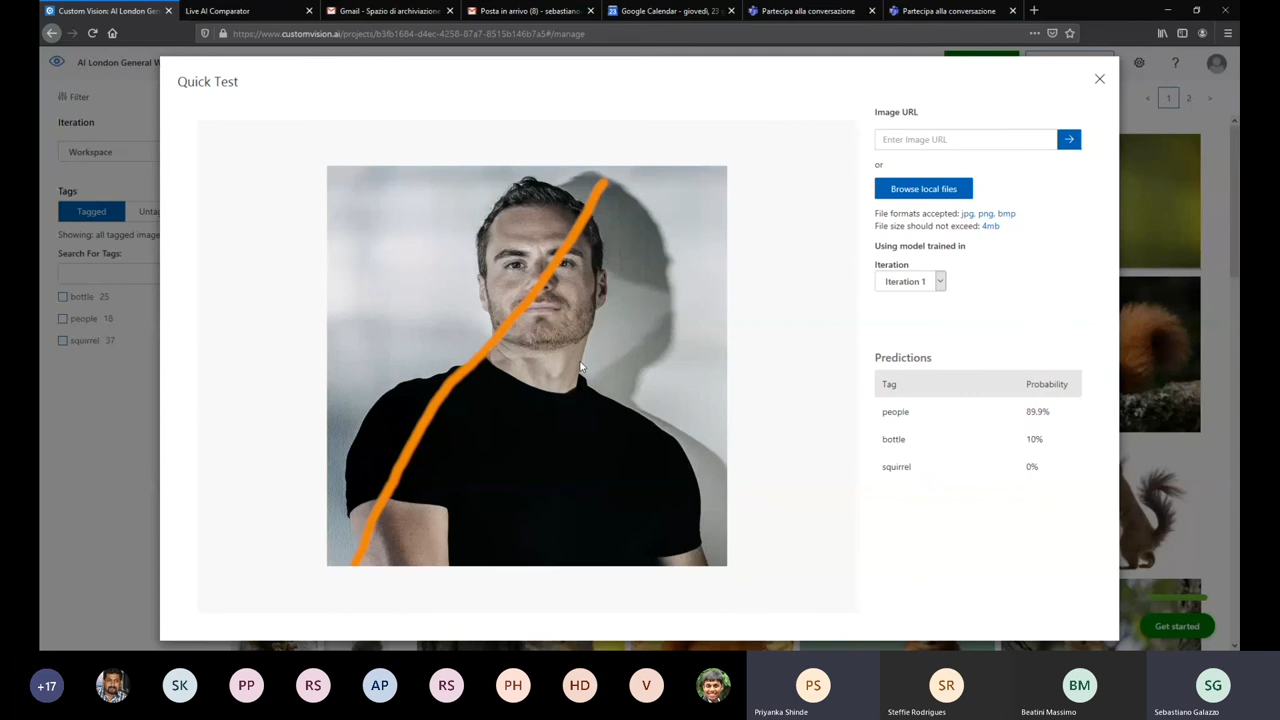 Custom Vision: AI London Gener
Live AI Comparator
Gmail - Spazio di archiviazione
Posta in arrivo (8) - sebastiano.
Google Calendar - giovedì, 23 g
Partecipa alla conversazione
Partecipa alla conversazione
https://www.customvision.ai/projects/b3fb1684-d4ec-4258-87a7-8515b146b7a5#/manage
AI London General W
Filter
Iteration
Workspace
Tags
Tagged
Untag
Showing: all tagged image
Search For Tags:
bottle 25
people 18
squirrel 37
< 1 2 >
Quick Test
Image URL
Enter Image URL
or
Browse local files
File formats accepted: jpg, png, bmp
File size should not exceed: 4mb
Using model trained in
Iteration
Iteration 1
Predictions
Tag Probability
people 89.9%
bottle 10%
squirrel 0%
Get started
+17
SK
PP
RS
AP
RS
PH
HD
V
PS
SR
BM
SG
Priyanka Shinde
Steffie Rodrigues
Beatini Massimo
Sebastiano Galazzo